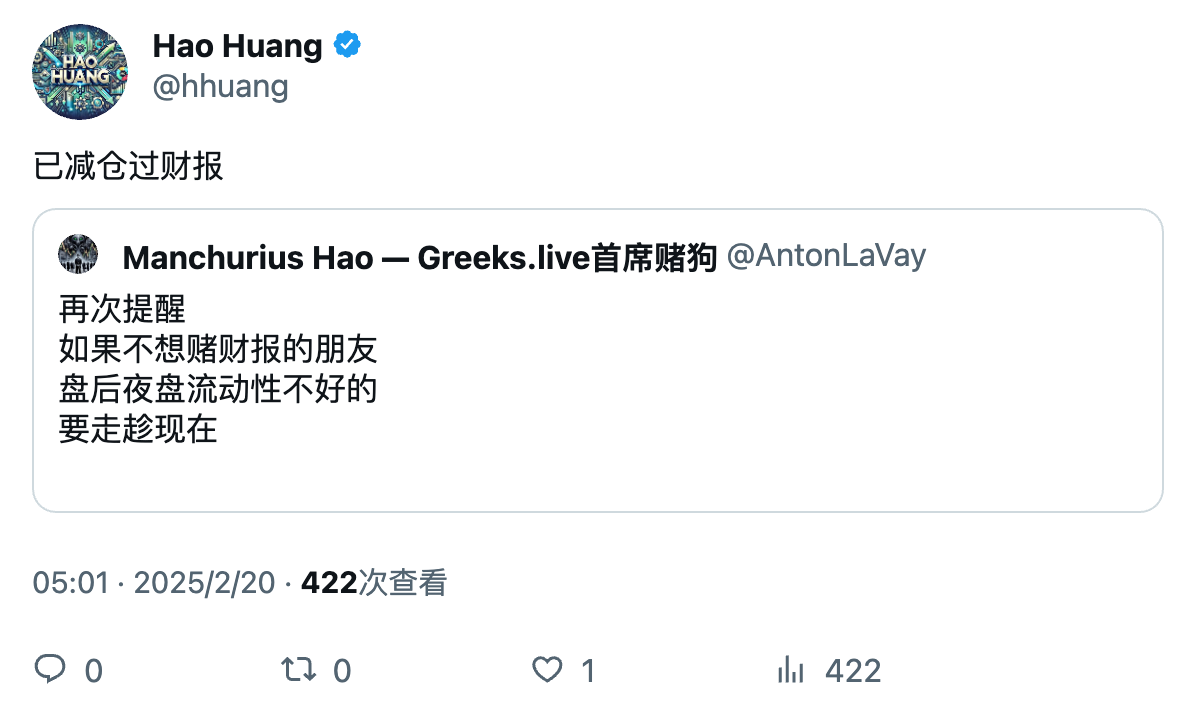 HAO
HUANG
Hao Huang
@hhuang
已减仓过财报
Manchurius Hao — Greeks.live首席赌狗 @AntonLaVay
再次提醒
如果不想赌财报的朋友
盘后夜盘流动性不好的
要走趁现在
05:01 · 2025/2/20 · 422次查看
0 0 1 422